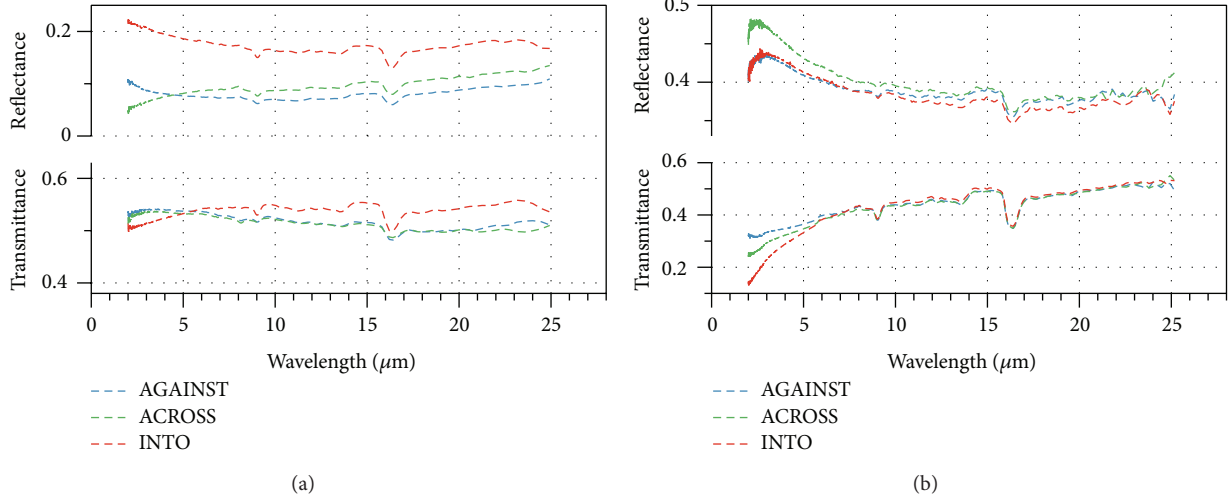 Reflectance
0.2
0.1
0
Transmittance
0.6
0.4
0 5 10 15 20 25
Wavelength (μm)
AGAINST
ACROSS
INTO
(a)
Reflectance
0.5
0.4
Transmittance
0.6
0.4
0.2
0 5 10 15 20 25
Wavelength (μm)
AGAINST
ACROSS
INTO
(b)